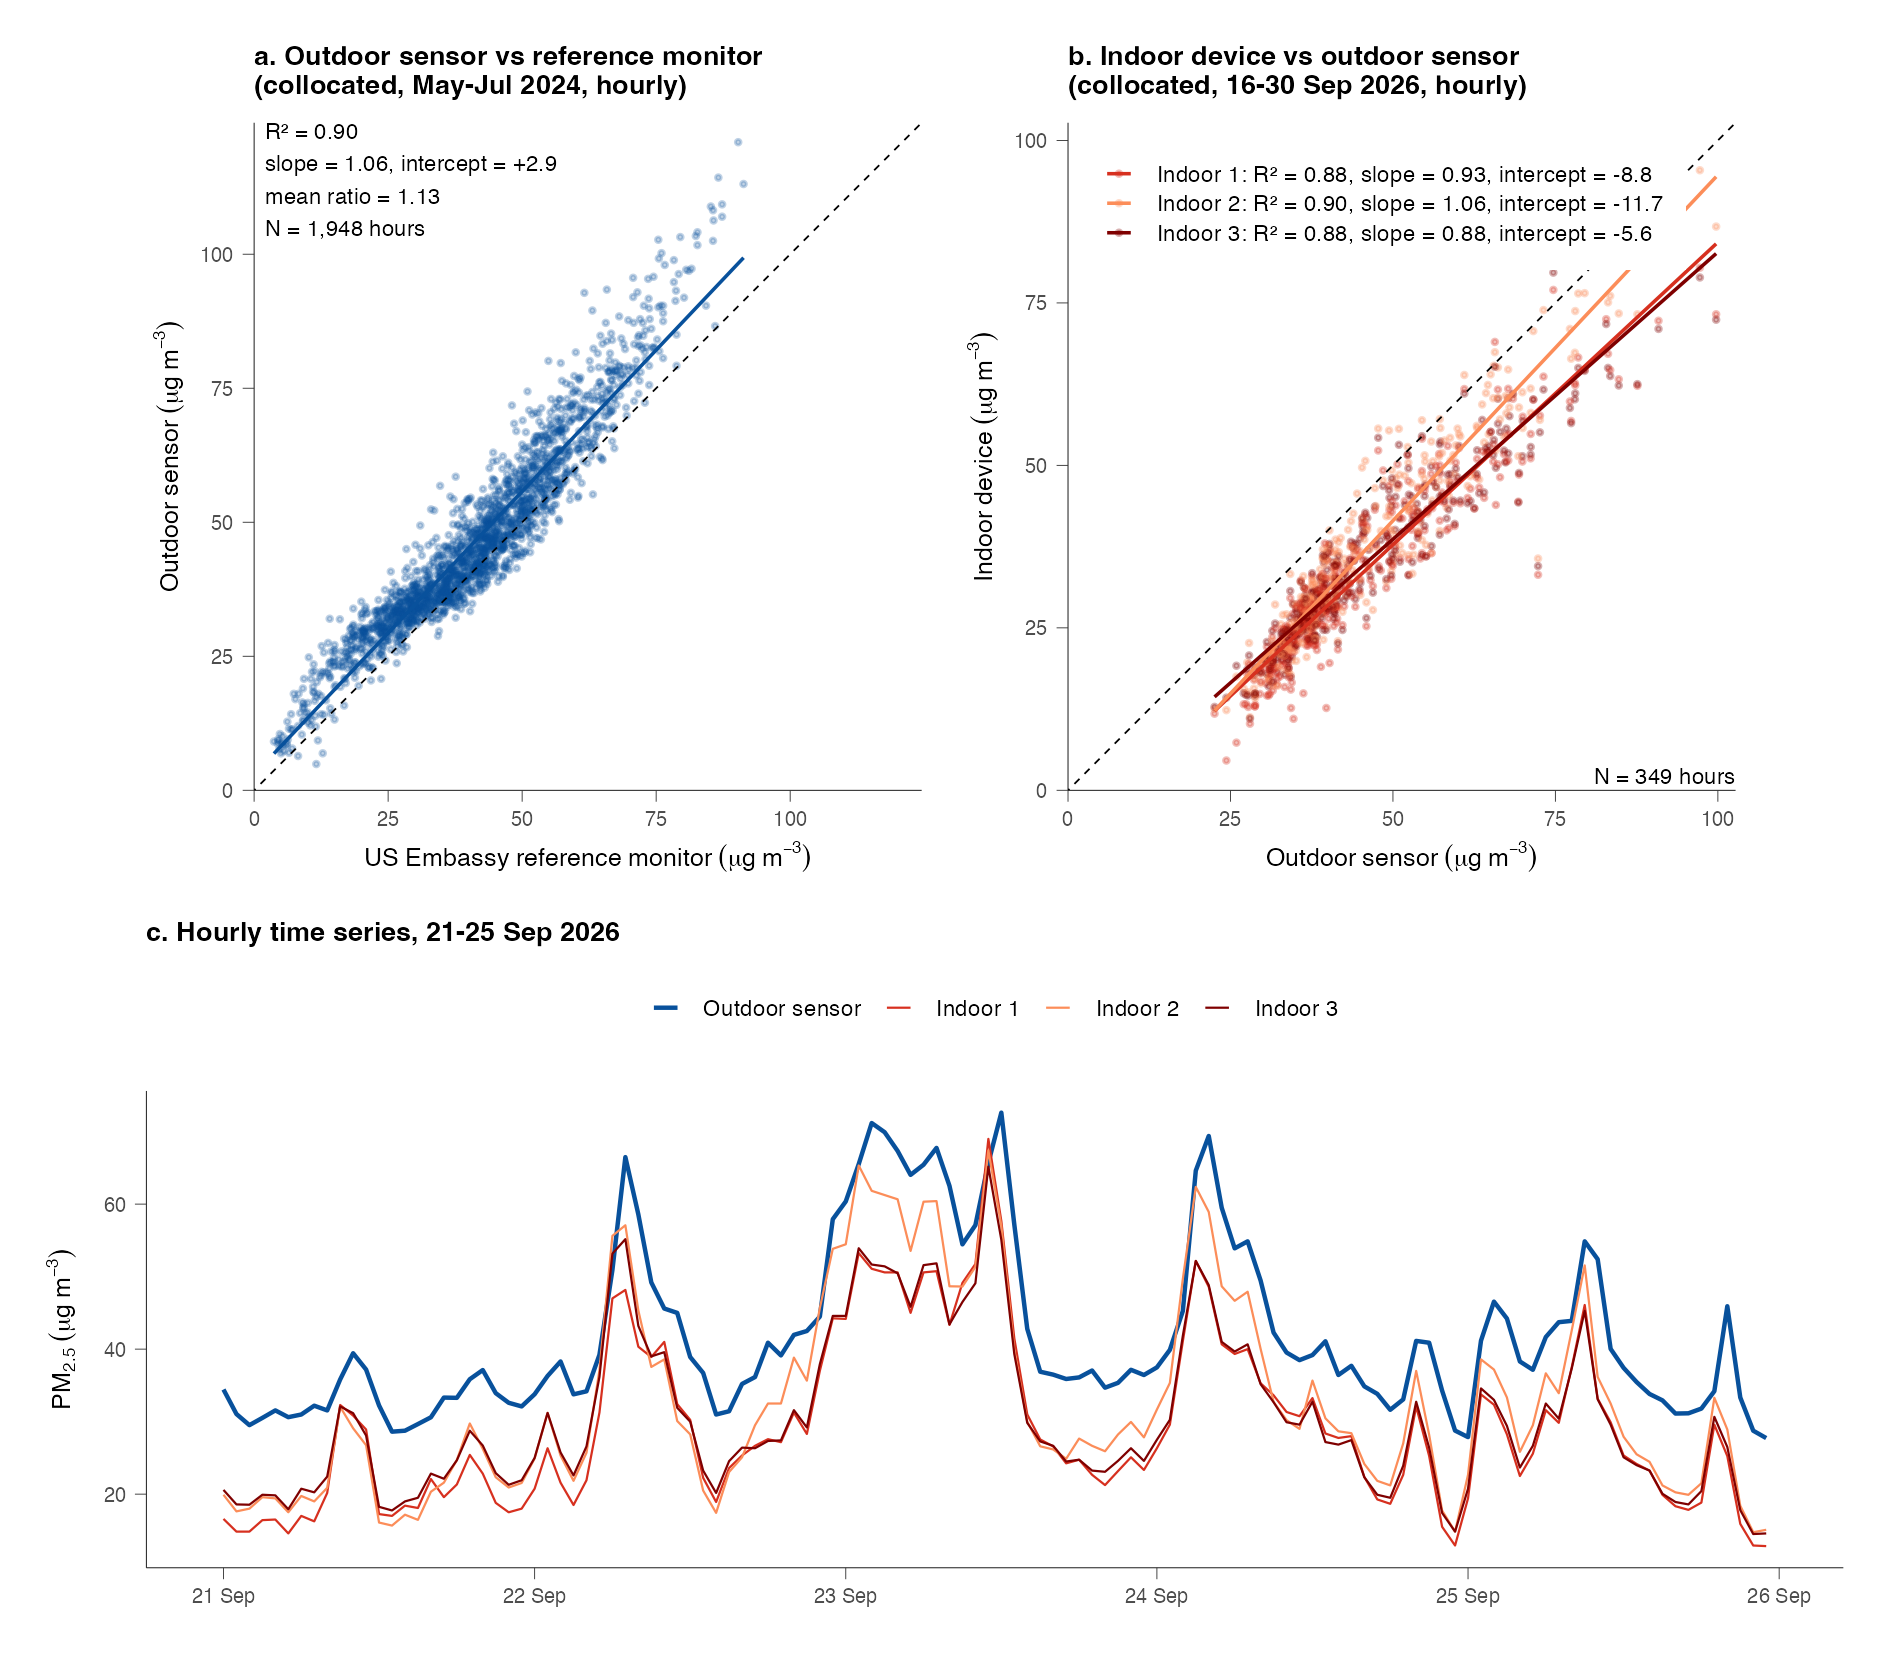 a. Outdoor sensor vs reference monitor
(collocated, May-Jul 2024, hourly)
R² = 0.90
slope = 1.06, intercept = +2.9
mean ratio = 1.13
N = 1,948 hours
100
75
50
25
0
0 25 50 75 100
Outdoor sensor (μg m⁻³)
US Embassy reference monitor (μg m⁻³)
b. Indoor device vs outdoor sensor
(collocated, 16-30 Sep 2026, hourly)
Indoor 1: R² = 0.88, slope = 0.93, intercept = -8.8
Indoor 2: R² = 0.90, slope = 1.06, intercept = -11.7
Indoor 3: R² = 0.88, slope = 0.88, intercept = -5.6
100
75
50
25
0
N = 349 hours
0 25 50 75 100
Indoor device (μg m⁻³)
Outdoor sensor (μg m⁻³)
c. Hourly time series, 21-25 Sep 2026
Outdoor sensor Indoor 1 Indoor 2 Indoor 3
60
40
20
PM₂.₅ (μg m⁻³)
21 Sep 22 Sep 23 Sep 24 Sep 25 Sep 26 Sep